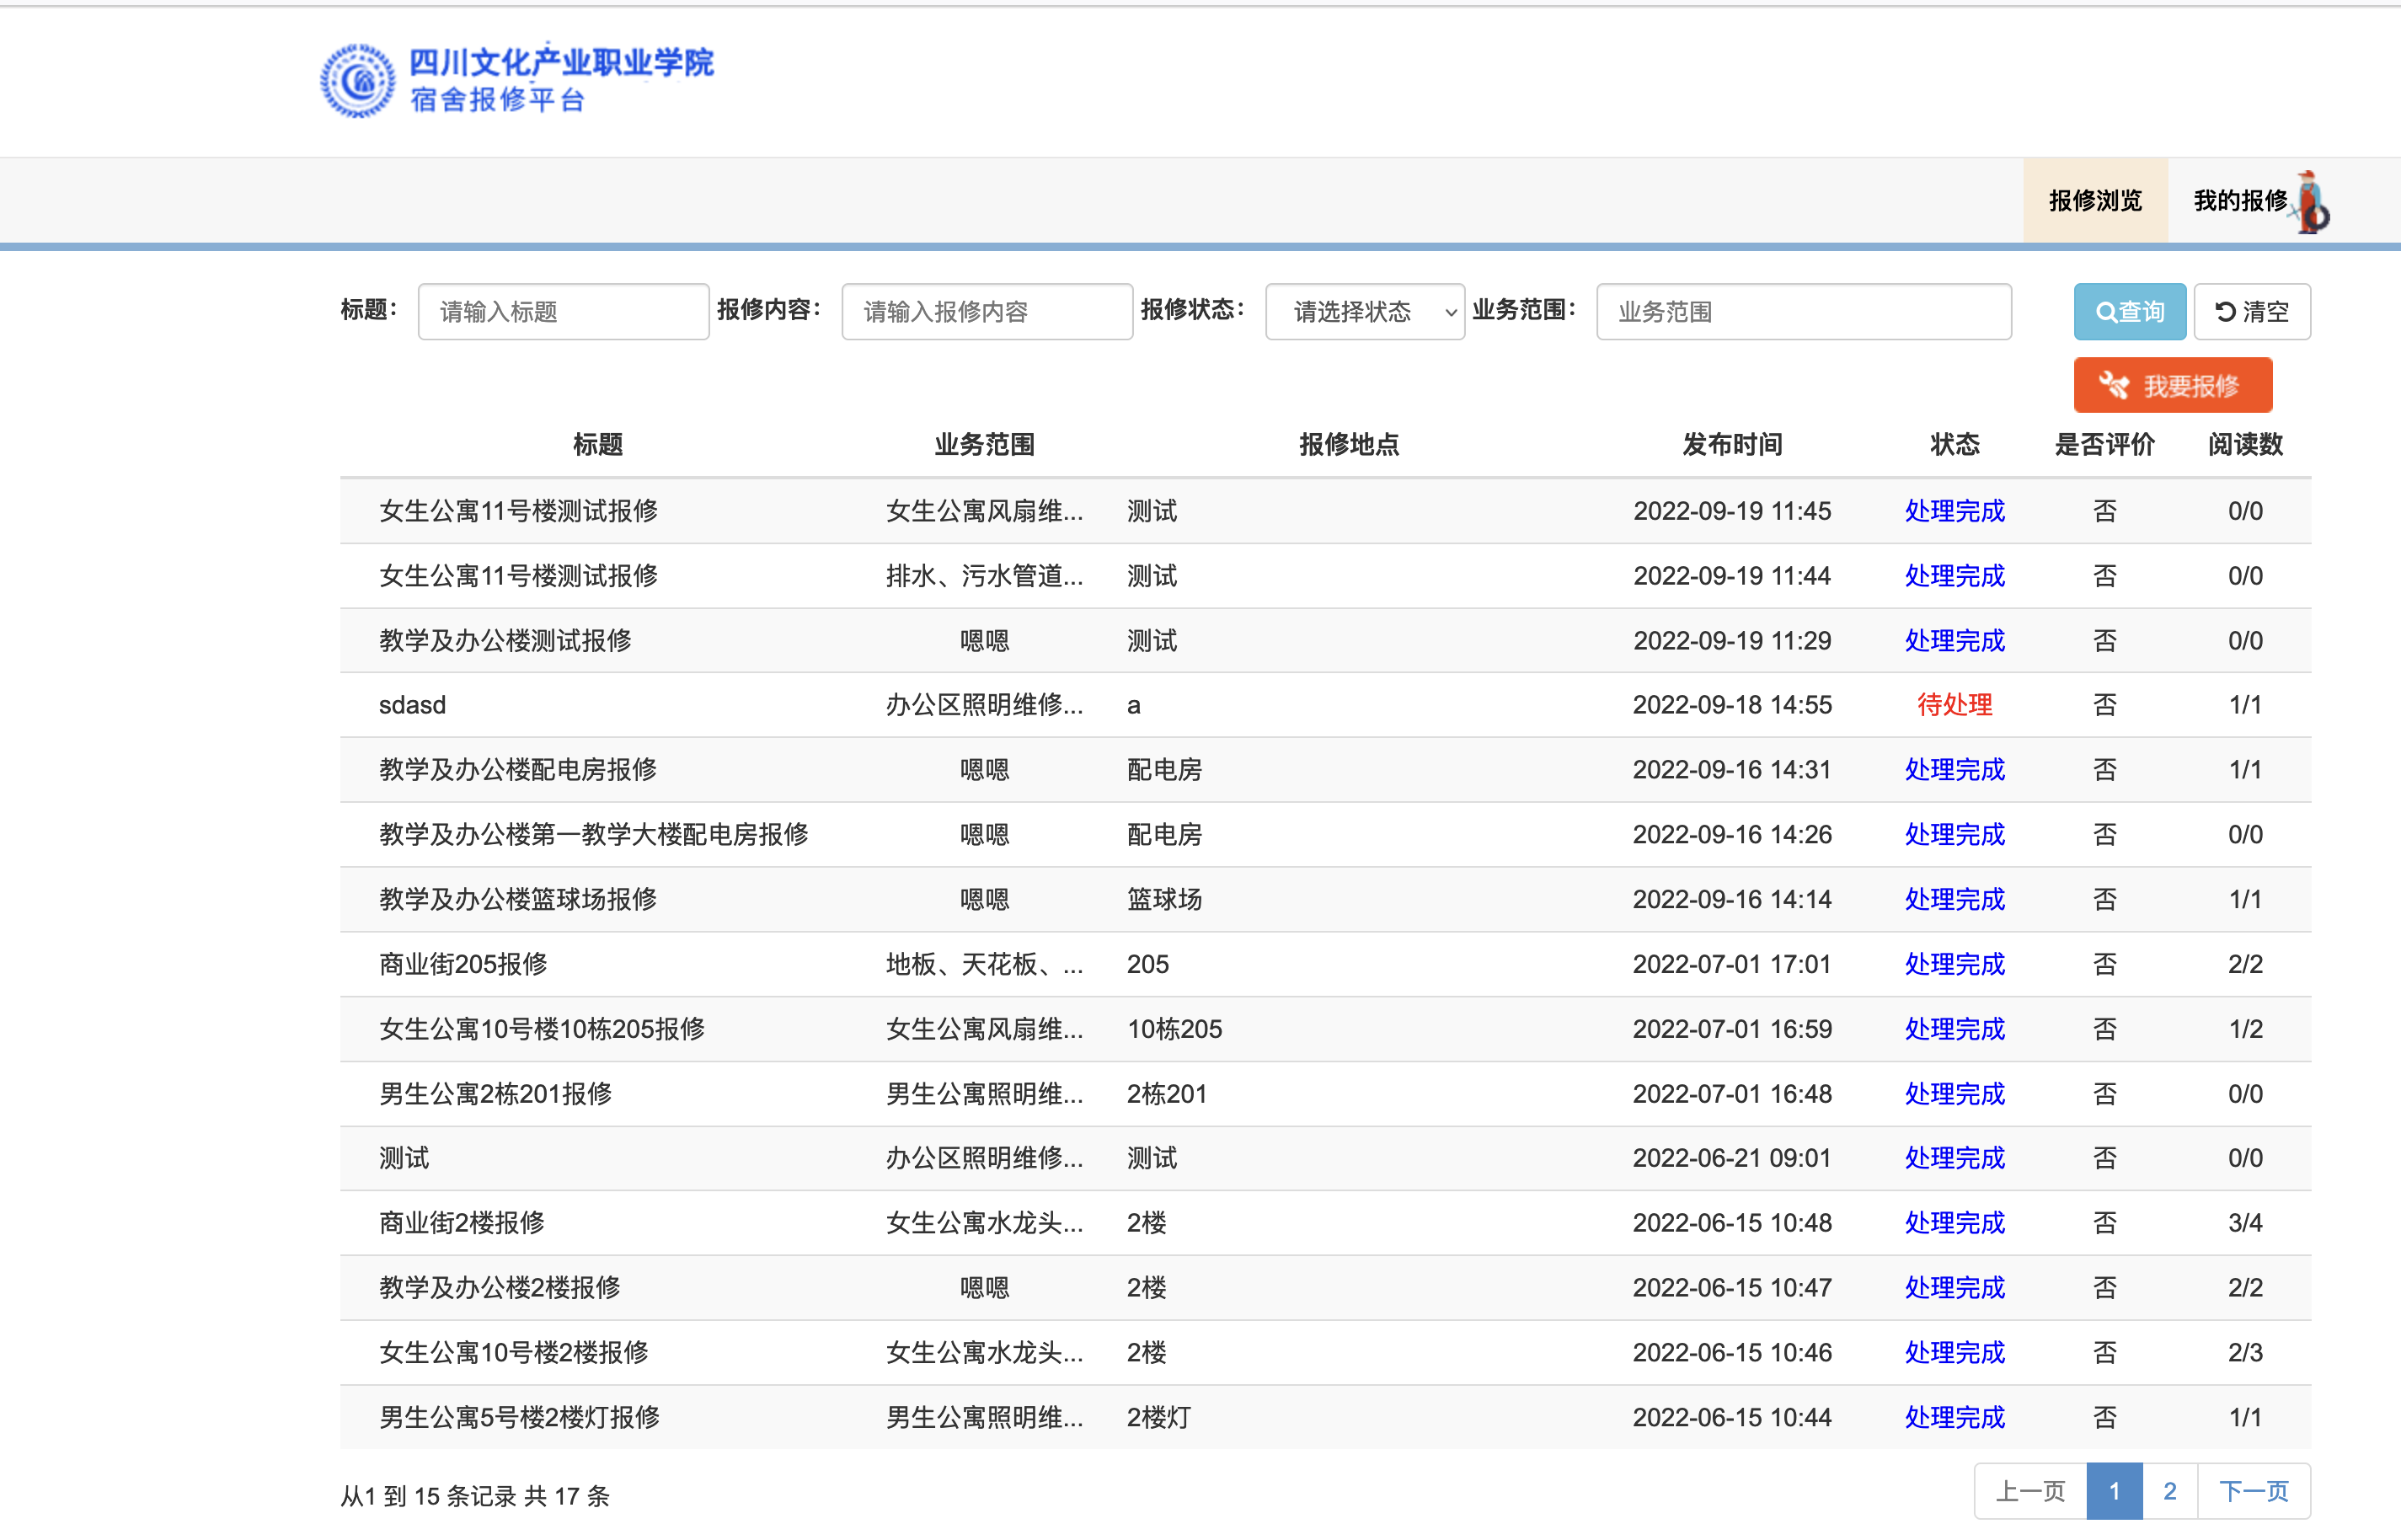 四川文化产业职业学院
宿舍报修平台
报修浏览 我的报修
标题： 请输入标题 报修内容： 请输入报修内容 报修状态： 请选择状态 业务范围： 业务范围 查询 清空
我要报修
标题 业务范围 报修地点 发布时间 状态 是否评价 阅读数
女生公寓11号楼测试报修 女生公寓风扇维... 测试 2022-09-19 11:45 处理完成 否 0/0
女生公寓11号楼测试报修 排水、污水管道... 测试 2022-09-19 11:44 处理完成 否 0/0
教学及办公楼测试报修 嗯嗯 测试 2022-09-19 11:29 处理完成 否 0/0
sdasd 办公区照明维修... a 2022-09-18 14:55 待处理 否 1/1
教学及办公楼配电房报修 嗯嗯 配电房 2022-09-16 14:31 处理完成 否 1/1
教学及办公楼第一教学大楼配电房报修 嗯嗯 配电房 2022-09-16 14:26 处理完成 否 0/0
教学及办公楼篮球场报修 嗯嗯 篮球场 2022-09-16 14:14 处理完成 否 1/1
商业街205报修 地板、天花板、... 205 2022-07-01 17:01 处理完成 否 2/2
女生公寓10号楼10栋205报修 女生公寓风扇维... 10栋205 2022-07-01 16:59 处理完成 否 1/2
男生公寓2栋201报修 男生公寓照明维... 2栋201 2022-07-01 16:48 处理完成 否 0/0
测试 办公区照明维修... 测试 2022-06-21 09:01 处理完成 否 0/0
商业街2楼报修 女生公寓水龙头... 2楼 2022-06-15 10:48 处理完成 否 3/4
教学及办公楼2楼报修 嗯嗯 2楼 2022-06-15 10:47 处理完成 否 2/2
女生公寓10号楼2楼报修 女生公寓水龙头... 2楼 2022-06-15 10:46 处理完成 否 2/3
男生公寓5号楼2楼灯报修 男生公寓照明维... 2楼灯 2022-06-15 10:44 处理完成 否 1/1
从1 到 15 条记录 共 17 条 上一页 1 2 下一页